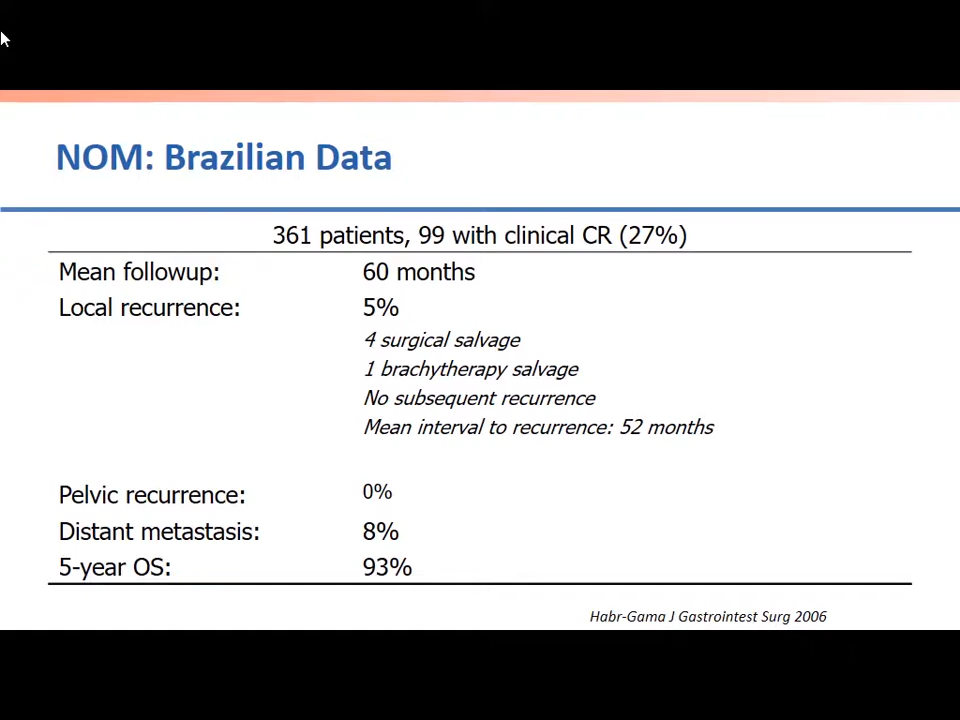 NOM: Brazilian Data
361 patients, 99 with clinical CR (27%)
Mean followup: 60 months
Local recurrence: 5%
4 surgical salvage
1 brachytherapy salvage
No subsequent recurrence
Mean interval to recurrence: 52 months
Pelvic recurrence: 0%
Distant metastasis: 8%
5-year OS: 93%
Habr-Gama J Gastrointest Surg 2006